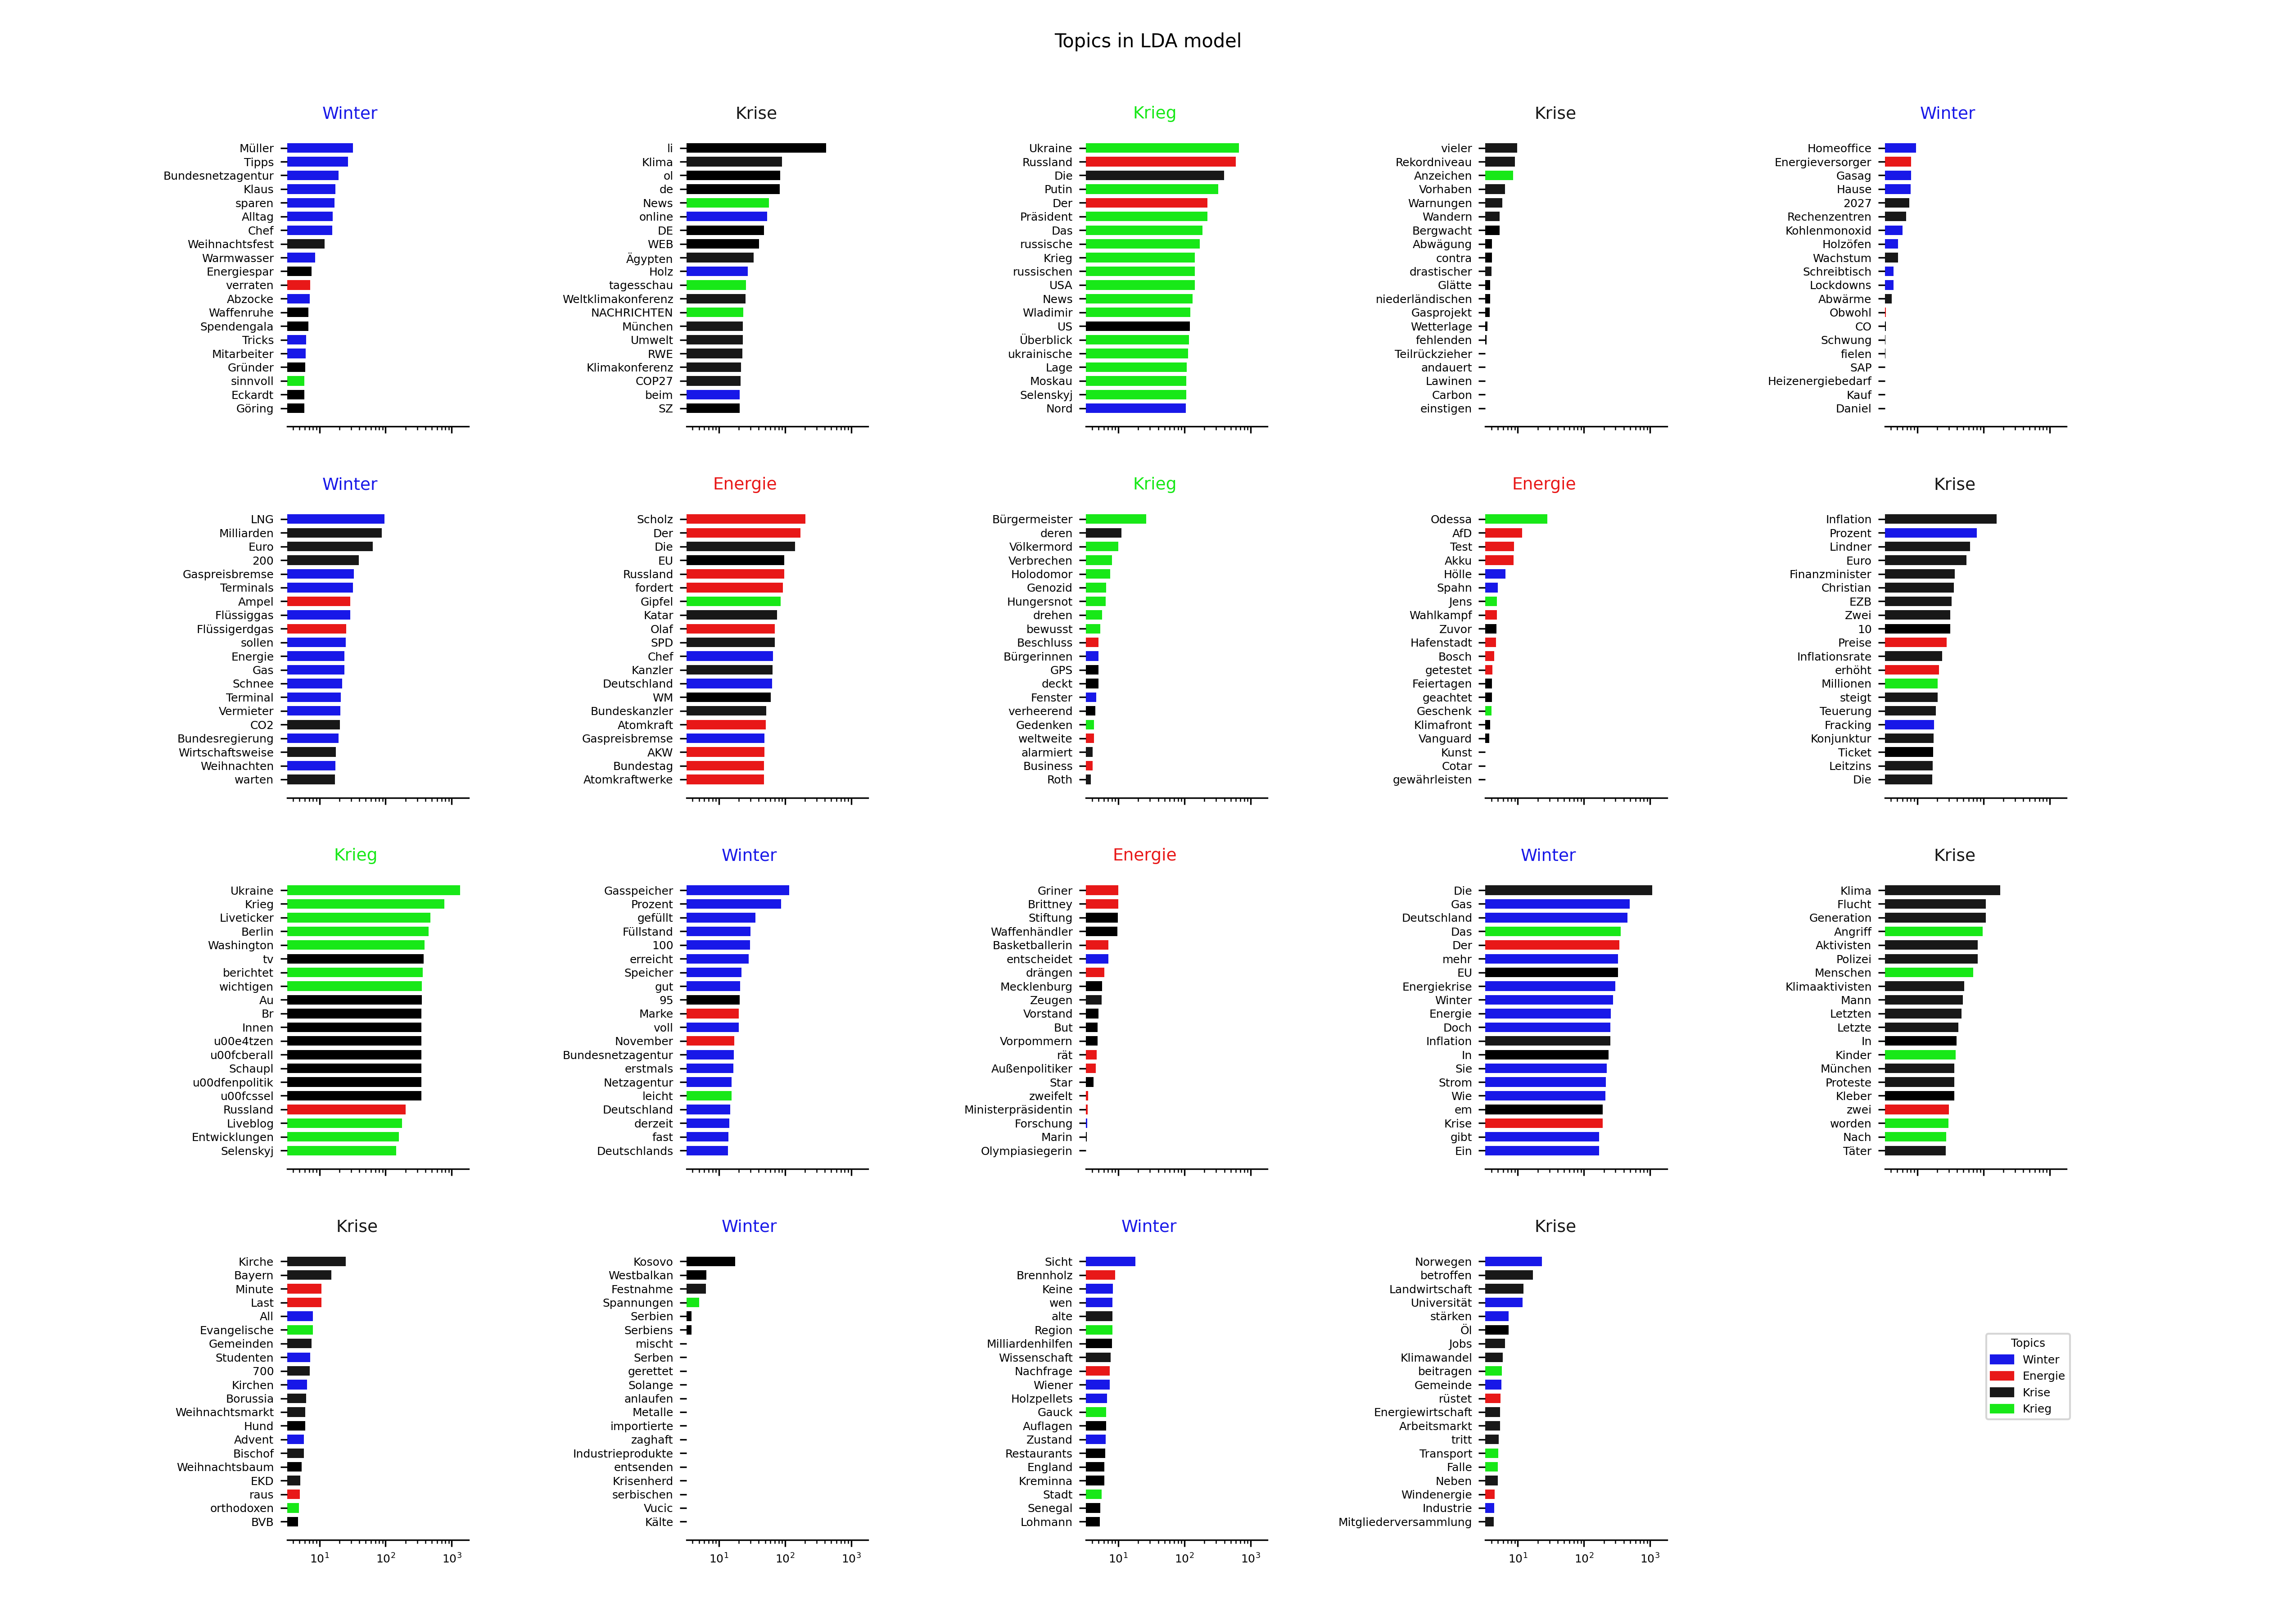 Topics in LDA model
Winter
Müller
Tipps
Bundesnetzagentur
Klaus
sparen
Alltag
Chef
Weihnachtsfest
Warmwasser
Energiespar
verraten
Abzocke
Waffenruhe
Spendengala
Tricks
Mitarbeiter
Gründer
sinnvoll
Eckardt
Göring
Krise
li
Klima
ol
de
News
online
DE
WEB
Ägypten
Holz
tagesschau
Weltklimakonferenz
NACHRICHTEN
München
Umwelt
RWE
Klimakonferenz
COP27
beim
SZ
Krieg
Ukraine
Russland
Die
Putin
Der
Präsident
Das
russische
Krieg
russischen
USA
News
Wladimir
US
Überblick
ukrainische
Lage
Moskau
Selenskyj
Nord
Krise
vieler
Rekordniveau
Anzeichen
Vorhaben
Warnungen
Wandern
Bergwacht
Abwägung
contra
drastischer
Glätte
niederländischen
Gasprojekt
Wetterlage
fehlenden
Teilrückzieher
andauert
Lawinen
Carbon
einstigen
Winter
Homeoffice
Energieversorger
Gasag
Hause
2027
Rechenzentren
Kohlenmonoxid
Holzöfen
Wachstum
Schreibtisch
Lockdowns
Abwärme
Obwohl
CO
Schwung
fielen
SAP
Heizenergiebedarf
Kauf
Daniel
Winter
LNG
Milliarden
Euro
200
Gaspreisbremse
Terminals
Ampel
Flüssiggas
Flüssigerdgas
sollen
Energie
Gas
Schnee
Terminal
Vermieter
CO2
Bundesregierung
Wirtschaftsweise
Weihnachten
warten
Energie
Scholz
Der
Die
EU
Russland
fordert
Gipfel
Katar
Olaf
SPD
Chef
Kanzler
Deutschland
WM
Bundeskanzler
Atomkraft
Gaspreisbremse
AKW
Bundestag
Atomkraftwerke
Krieg
Bürgermeister
deren
Völkermord
Verbrechen
Holodomor
Genozid
Hungersnot
drehen
bewusst
Beschluss
Bürgerinnen
GPS
deckt
Fenster
verheerend
Gedenken
weltweite
alarmiert
Business
Roth
Energie
Odessa
AfD
Test
Akku
Hölle
Spahn
Jens
Wahlkampf
Zuvor
Hafenstadt
Bosch
getestet
Feiertagen
geachtet
Geschenk
Klimafront
Vanguard
Kunst
Cotar
gewährleisten
Krise
Inflation
Prozent
Lindner
Euro
Finanzminister
Christian
EZB
Zwei
10
Preise
Inflationsrate
erhöht
Millionen
steigt
Teuerung
Fracking
Konjunktur
Ticket
Leitzins
Die
Krieg
Ukraine
Krieg
Liveticker
Berlin
Washington
tv
berichtet
wichtigen
Au
Br
Innen
u00e4tzen
u00fcberall
Schaupl
u00dfenpolitik
u00fcssel
Russland
Liveblog
Entwicklungen
Selenskyj
Winter
Gasspeicher
Prozent
gefüllt
Füllstand
100
erreicht
Speicher
gut
95
Marke
voll
November
Bundesnetzagentur
erstmals
Netzagentur
leicht
Deutschland
derzeit
fast
Deutschlands
Energie
Griner
Brittney
Stiftung
Waffenhändler
Basketballerin
entscheidet
drängen
Mecklenburg
Zeugen
Vorstand
But
Vorpommern
rät
Außenpolitiker
Star
zweifelt
Ministerpräsidentin
Forschung
Marin
Olympiasiegerin
Winter
Die
Gas
Deutschland
Das
Der
mehr
EU
Energiekrise
Winter
Energie
Doch
Inflation
In
Sie
Strom
Wie
em
Krise
gibt
Ein
Krise
Klima
Flucht
Generation
Angriff
Aktivisten
Polizei
Menschen
Klimaaktivisten
Mann
Letzten
Letzte
In
Kinder
München
Proteste
Kleber
zwei
worden
Nach
Täter
Krise
Kirche
Bayern
Minute
Last
All
Evangelische
Gemeinden
Studenten
700
Kirchen
Borussia
Weihnachtsmarkt
Hund
Advent
Bischof
Weihnachtsbaum
EKD
raus
orthodoxen
BVB
10¹ 10² 10³
Winter
Kosovo
Westbalkan
Festnahme
Spannungen
Serbien
Serbiens
mischt
Serben
gerettet
Solange
anlaufen
Metalle
importierte
zaghaft
Industrieprodukte
entsenden
Krisenherd
serbischen
Vucic
Kälte
10¹ 10² 10³
Winter
Sicht
Brennholz
Keine
wen
alte
Region
Milliardenhilfen
Wissenschaft
Nachfrage
Wiener
Holzpellets
Gauck
Auflagen
Zustand
Restaurants
England
Kreminna
Stadt
Senegal
Lohmann
10¹ 10² 10³
Krise
Norwegen
betroffen
Landwirtschaft
Universität
stärken
Öl
Jobs
Klimawandel
beitragen
Gemeinde
rüstet
Energiewirtschaft
Arbeitsmarkt
tritt
Transport
Falle
Neben
Windenergie
Industrie
Mitgliederversammlung
10¹ 10² 10³
Topics
Winter
Energie
Krise
Krieg